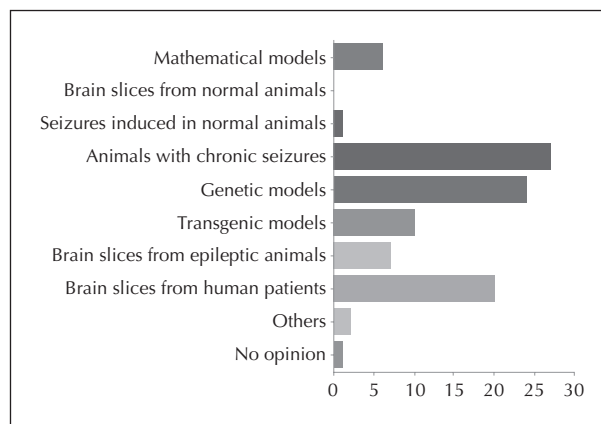 Mathematical models
Brain slices from normal animals
Seizures induced in normal animals
Animals with chronic seizures
Genetic models
Transgenic models
Brain slices from epileptic animals
Brain slices from human patients
Others
No opinion
0 5 10 15 20 25 30